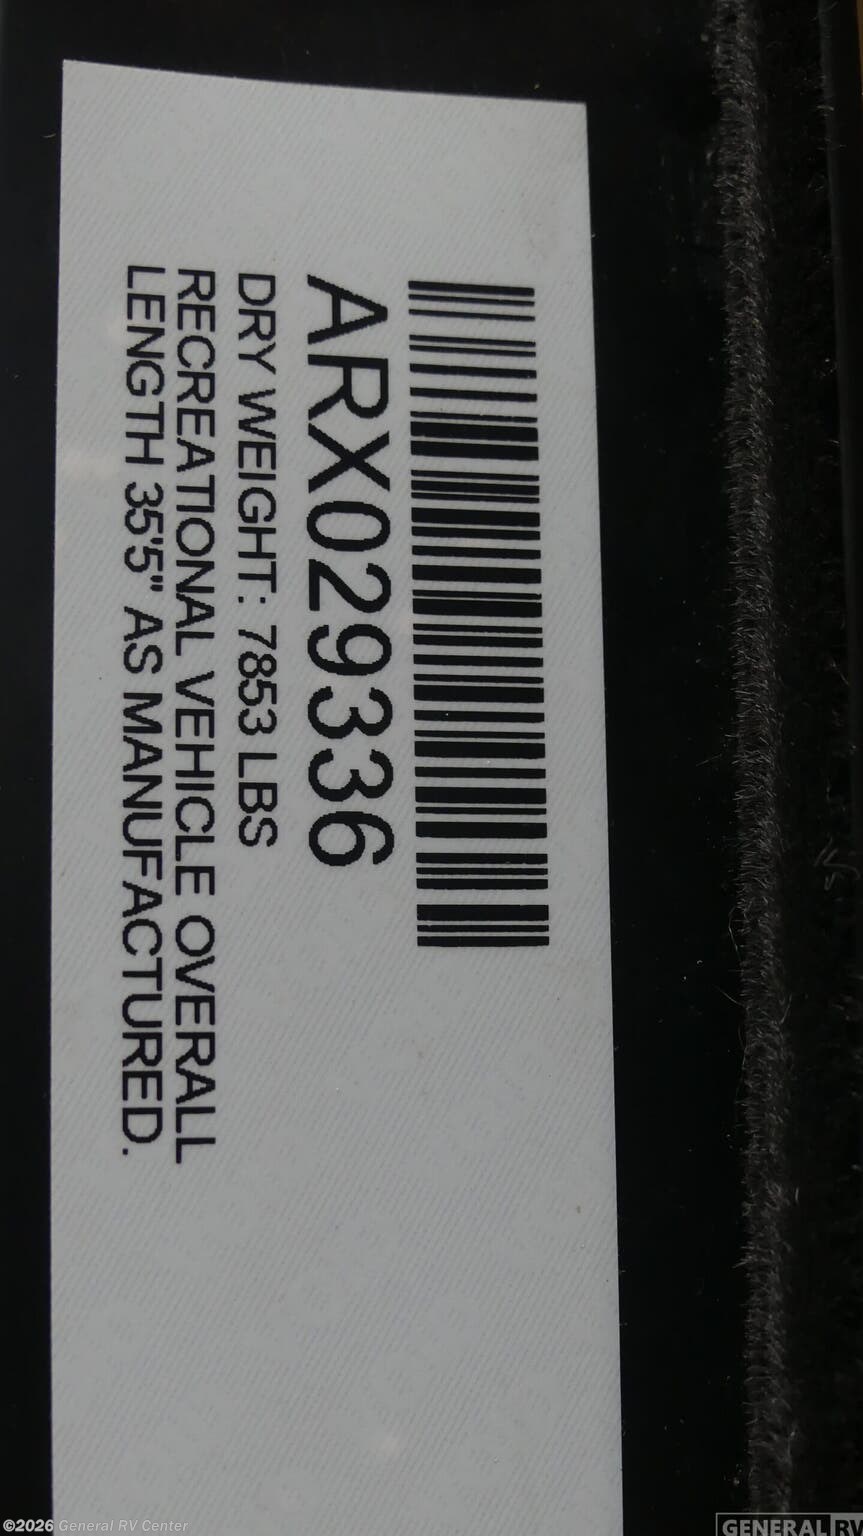 ARX029336
DRY WEIGHT: 7853 LBS
RECREATIONAL VEHICLE OVERALL
LENGTH 35'5" AS MANUFACTURED.
©2026 General RV Center
GENERAL RV